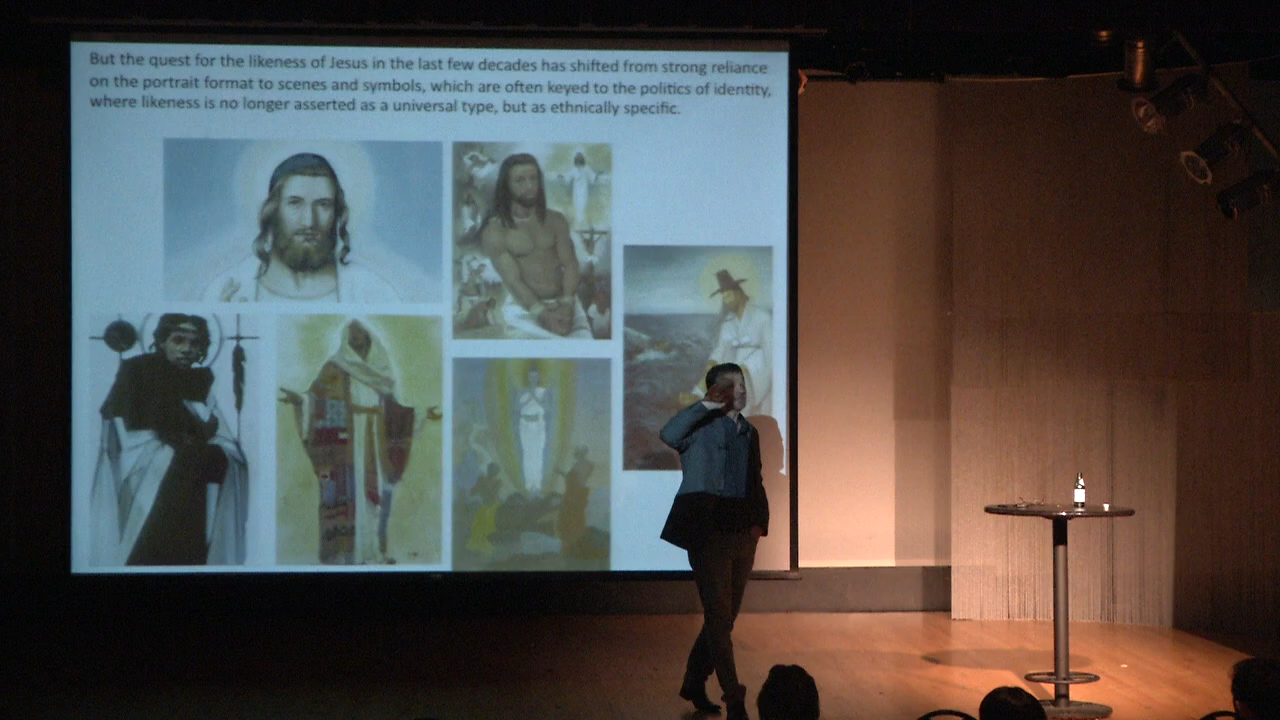 But the quest for the likeness of Jesus in the last few decades has shifted from strong reliance
on the portrait format to scenes and symbols, which are often keyed to the politics of identity,
where likeness is no longer asserted as a universal type, but as ethnically specific.